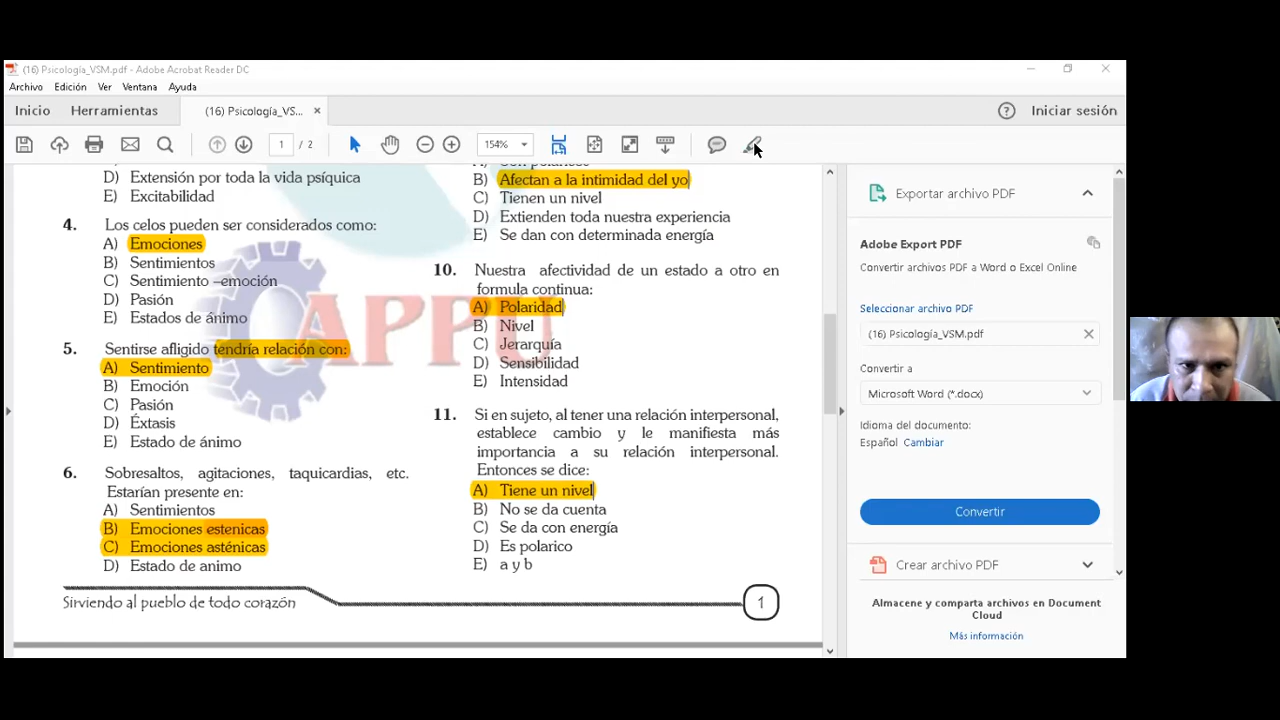 (16) Psicología_VSM.pdf - Adobe Acrobat Reader DC
Archivo Edición Ver Ventana Ayuda
Inicio Herramientas (16) Psicología_VS... × Iniciar sesión
1 / 2 154%
D) Extensión por toda la vida psíquica
E) Excitabilidad
4. Los celos pueden ser considerados como:
A) Emociones
B) Sentimientos
C) Sentimiento –emoción
D) Pasión
E) Estados de ánimo
5. Sentirse afligido tendría relación con:
A) Sentimiento
B) Emoción
C) Pasión
D) Éxtasis
E) Estado de ánimo
6. Sobresaltos, agitaciones, taquicardias, etc.
Estarían presente en:
A) Sentimientos
B) Emociones estenicas
C) Emociones asténicas
D) Estado de animo
B) Afectan a la intimidad del yo
C) Tienen un nivel
D) Extienden toda nuestra experiencia
E) Se dan con determinada energía
10. Nuestra afectividad de un estado a otro en
formula continua:
A) Polaridad
B) Nivel
C) Jerarquía
D) Sensibilidad
E) Intensidad
11. Si en sujeto, al tener una relación interpersonal,
establece cambio y le manifiesta más
importancia a su relación interpersonal.
Entonces se dice:
A) Tiene un nivel
B) No se da cuenta
C) Se da con energía
D) Es polarico
E) a y b
APPU
Sirviendo al pueblo de todo corazón
1
Exportar archivo PDF
Adobe Export PDF
Convertir archivos PDF a Word o Excel Online
Seleccionar archivo PDF
(16) Psicología_VSM.pdf
Convertir a
Microsoft Word (*.docx)
Idioma del documento:
Español Cambiar
Convertir
Crear archivo PDF
Almacene y comparta archivos en Document
Cloud
Más información